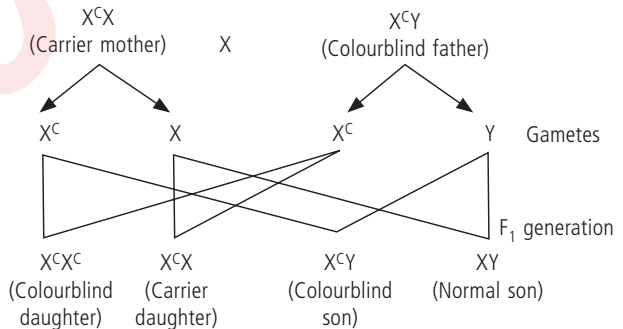 XᶜX X XᶜY
(Carrier mother) (Colourblind father)
Xᶜ X Xᶜ Y Gametes
F₁ generation
XᶜXᶜ XᶜX XᶜY XY
(Colourblind (Carrier (Colourblind (Normal son)
daughter) daughter) son)